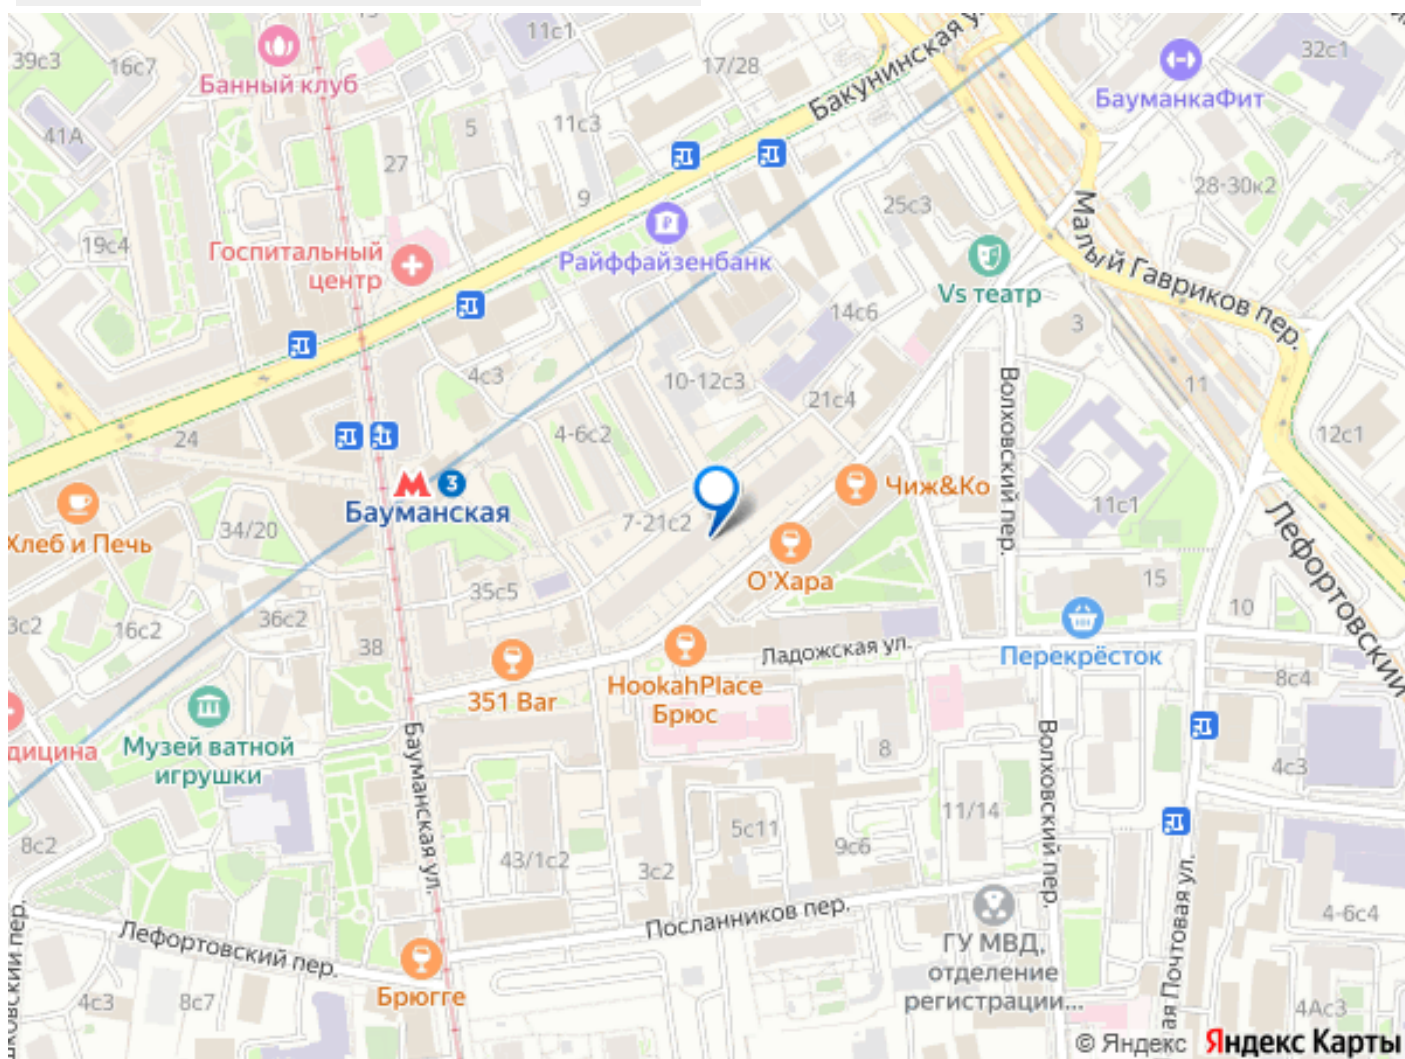 11с1
39с3
16с7
Банный клуб
17/28
Бакунинская у
32с1
БауманкаФит
41А
5
11с3
27
9
28-30к2
25с3
19с4
Госпитальный
центр
Райффайзенбанк
Малый Гавриков пер.
Vs театр
14с6
3
4с3
10-12с3
21с4
Волховский пер.
11
24
4-6с2
12с1
3
Бауманская
Чиж&Ко
11с1
Лефортовский
34/20
7-21с2
Хлеб и Печь
О'Хара
35с5
15
10
3с2
16с2
36с2
38
Ладожская ул.
Перекрёсток
351 Bar
HookahPlace
Брюс
8с4
дицина
Музей ватной
игрушки
Бауманская ул.
8
Волховский пер.
4с3
8с2
43/1с2
3с2
5с11
9с6
11/14
Лефортовский пер.
Посланников пер.
ГУ МВД,
отделение
регистрации...
ая Почтовая ул.
4-6с4
ковский пер.
Брюгге
4с3
8с7
4Ас3
© Яндекс Яндекс Карты